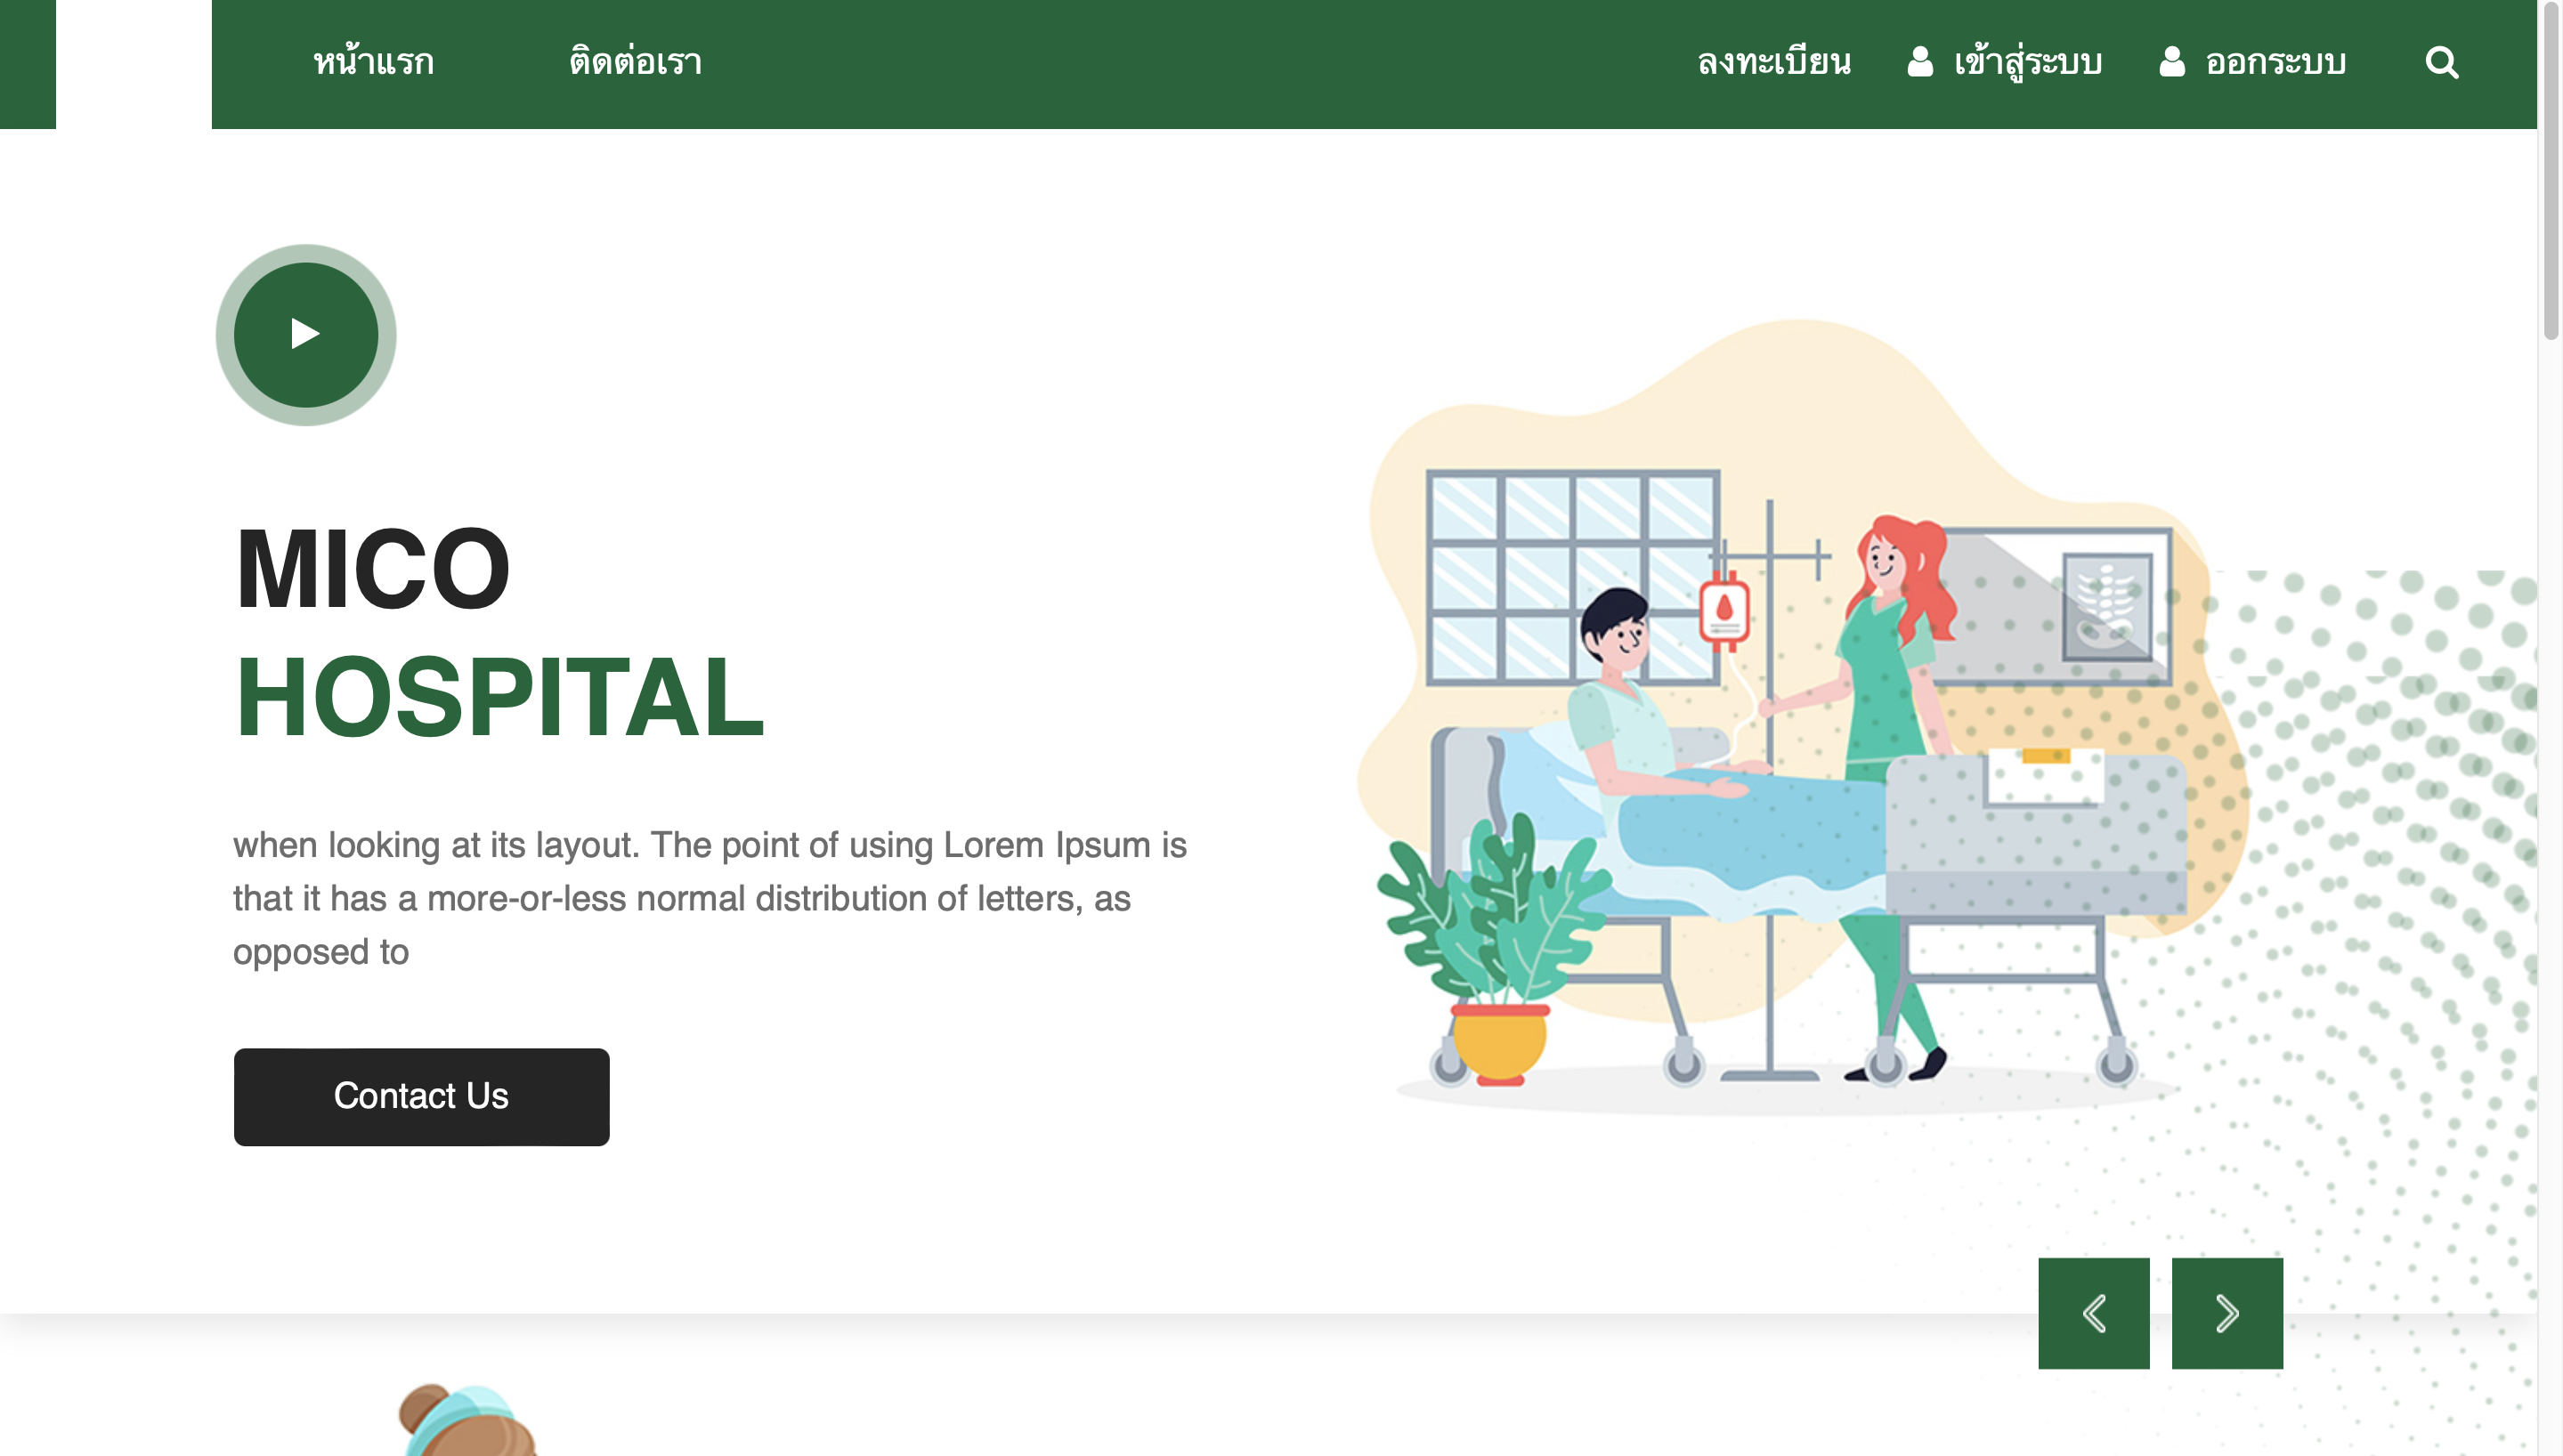 หน้าแรก ติดต่อเรา ลงทะเบียน เข้าสู่ระบบ ออกระบบ
MICO
HOSPITAL
when looking at its layout. The point of using Lorem Ipsum is
that it has a more-or-less normal distribution of letters, as
opposed to
Contact Us